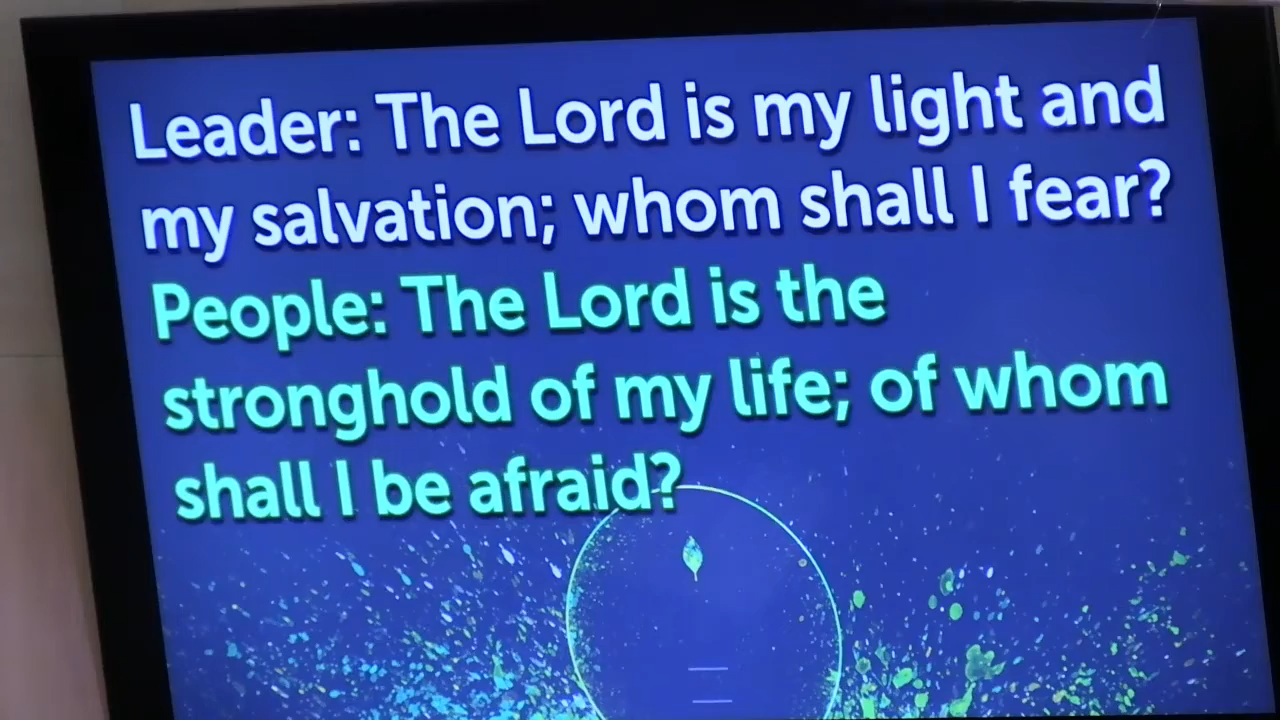 Leader: The Lord is my light and
my salvation; whom shall I fear?
People: The Lord is the
stronghold of my life; of whom
shall I be afraid?